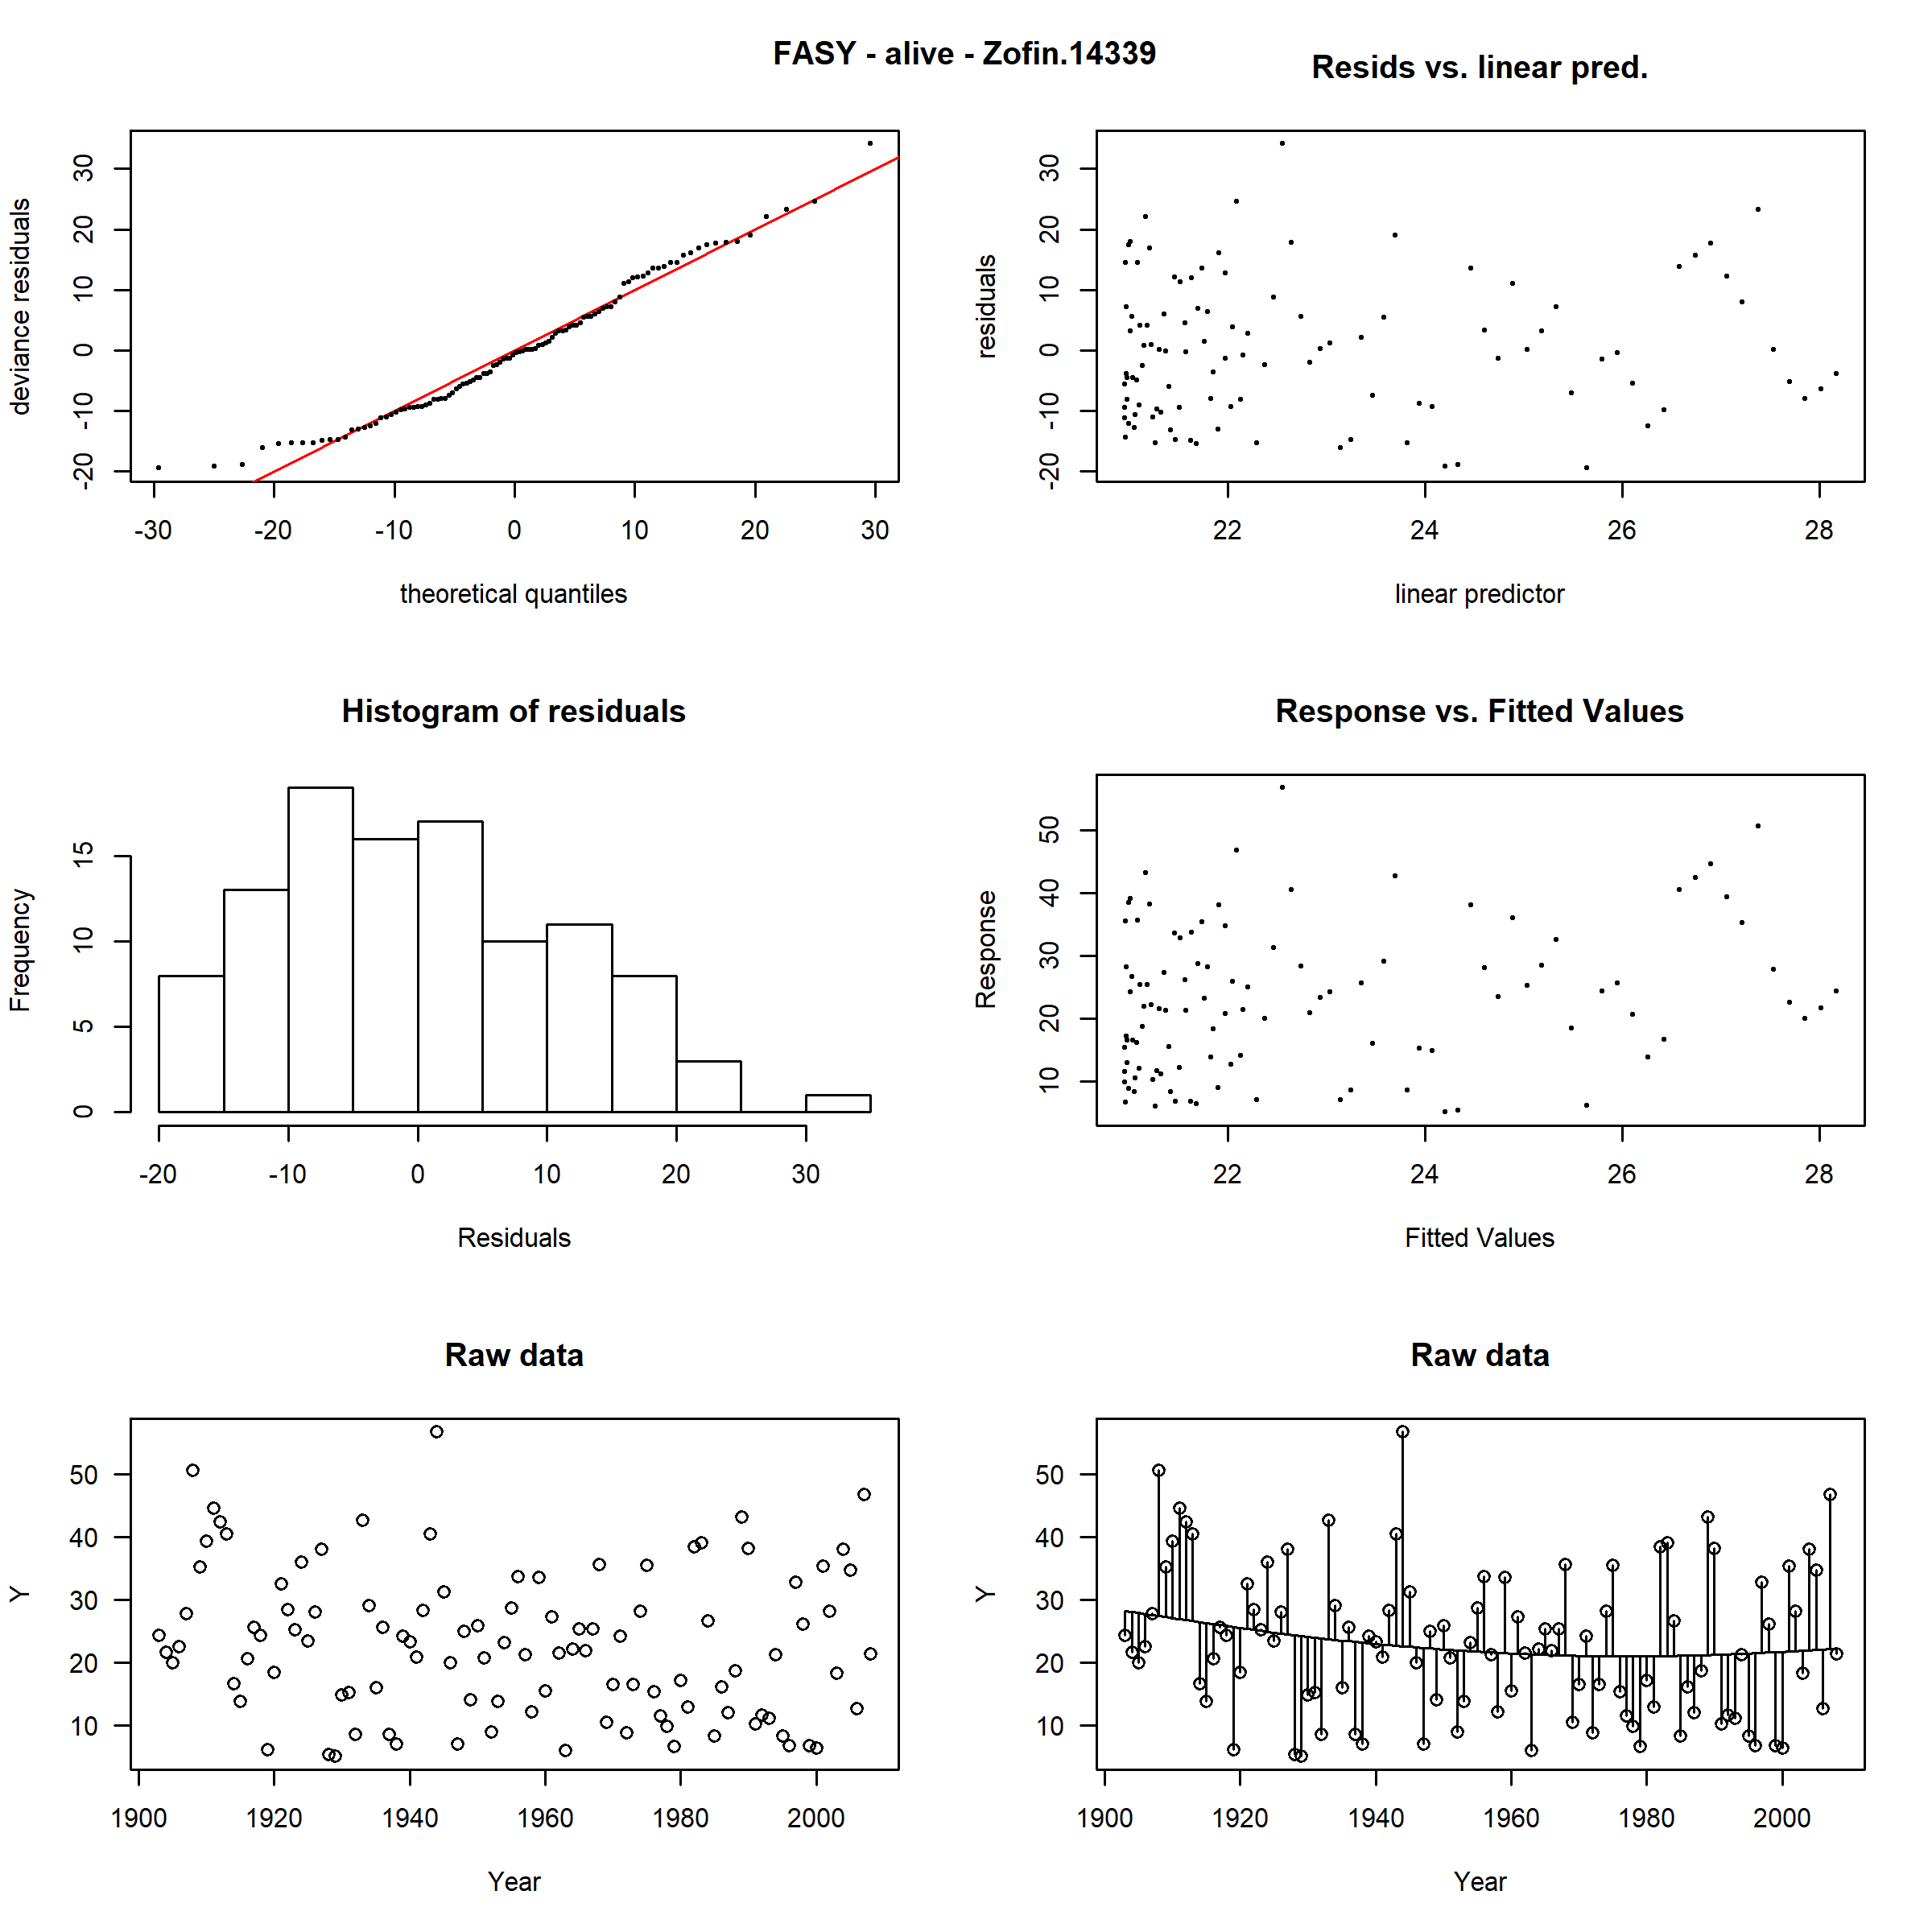 FASY - alive - Zofin.14339
Resids vs. linear pred.
deviance residuals
-20 -10 0 10 20 30
-30 -20 -10 0 10 20 30
theoretical quantiles
residuals
-20 -10 0 10 20 30
22 24 26 28
linear predictor
Histogram of residuals
Frequency
0 5 10 15
-20 -10 0 10 20 30
Residuals
Response vs. Fitted Values
Response
10 20 30 40 50
22 24 26 28
Fitted Values
Raw data
Y
50
40
30
20
10
1900 1920 1940 1960 1980 2000
Year
Raw data
Y
50
40
30
20
10
1900 1920 1940 1960 1980 2000
Year